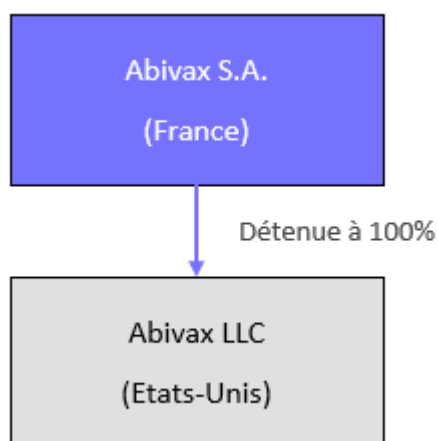 Abivax S.A.
(France)
Détenue à 100%
Abivax LLC
(Etats-Unis)